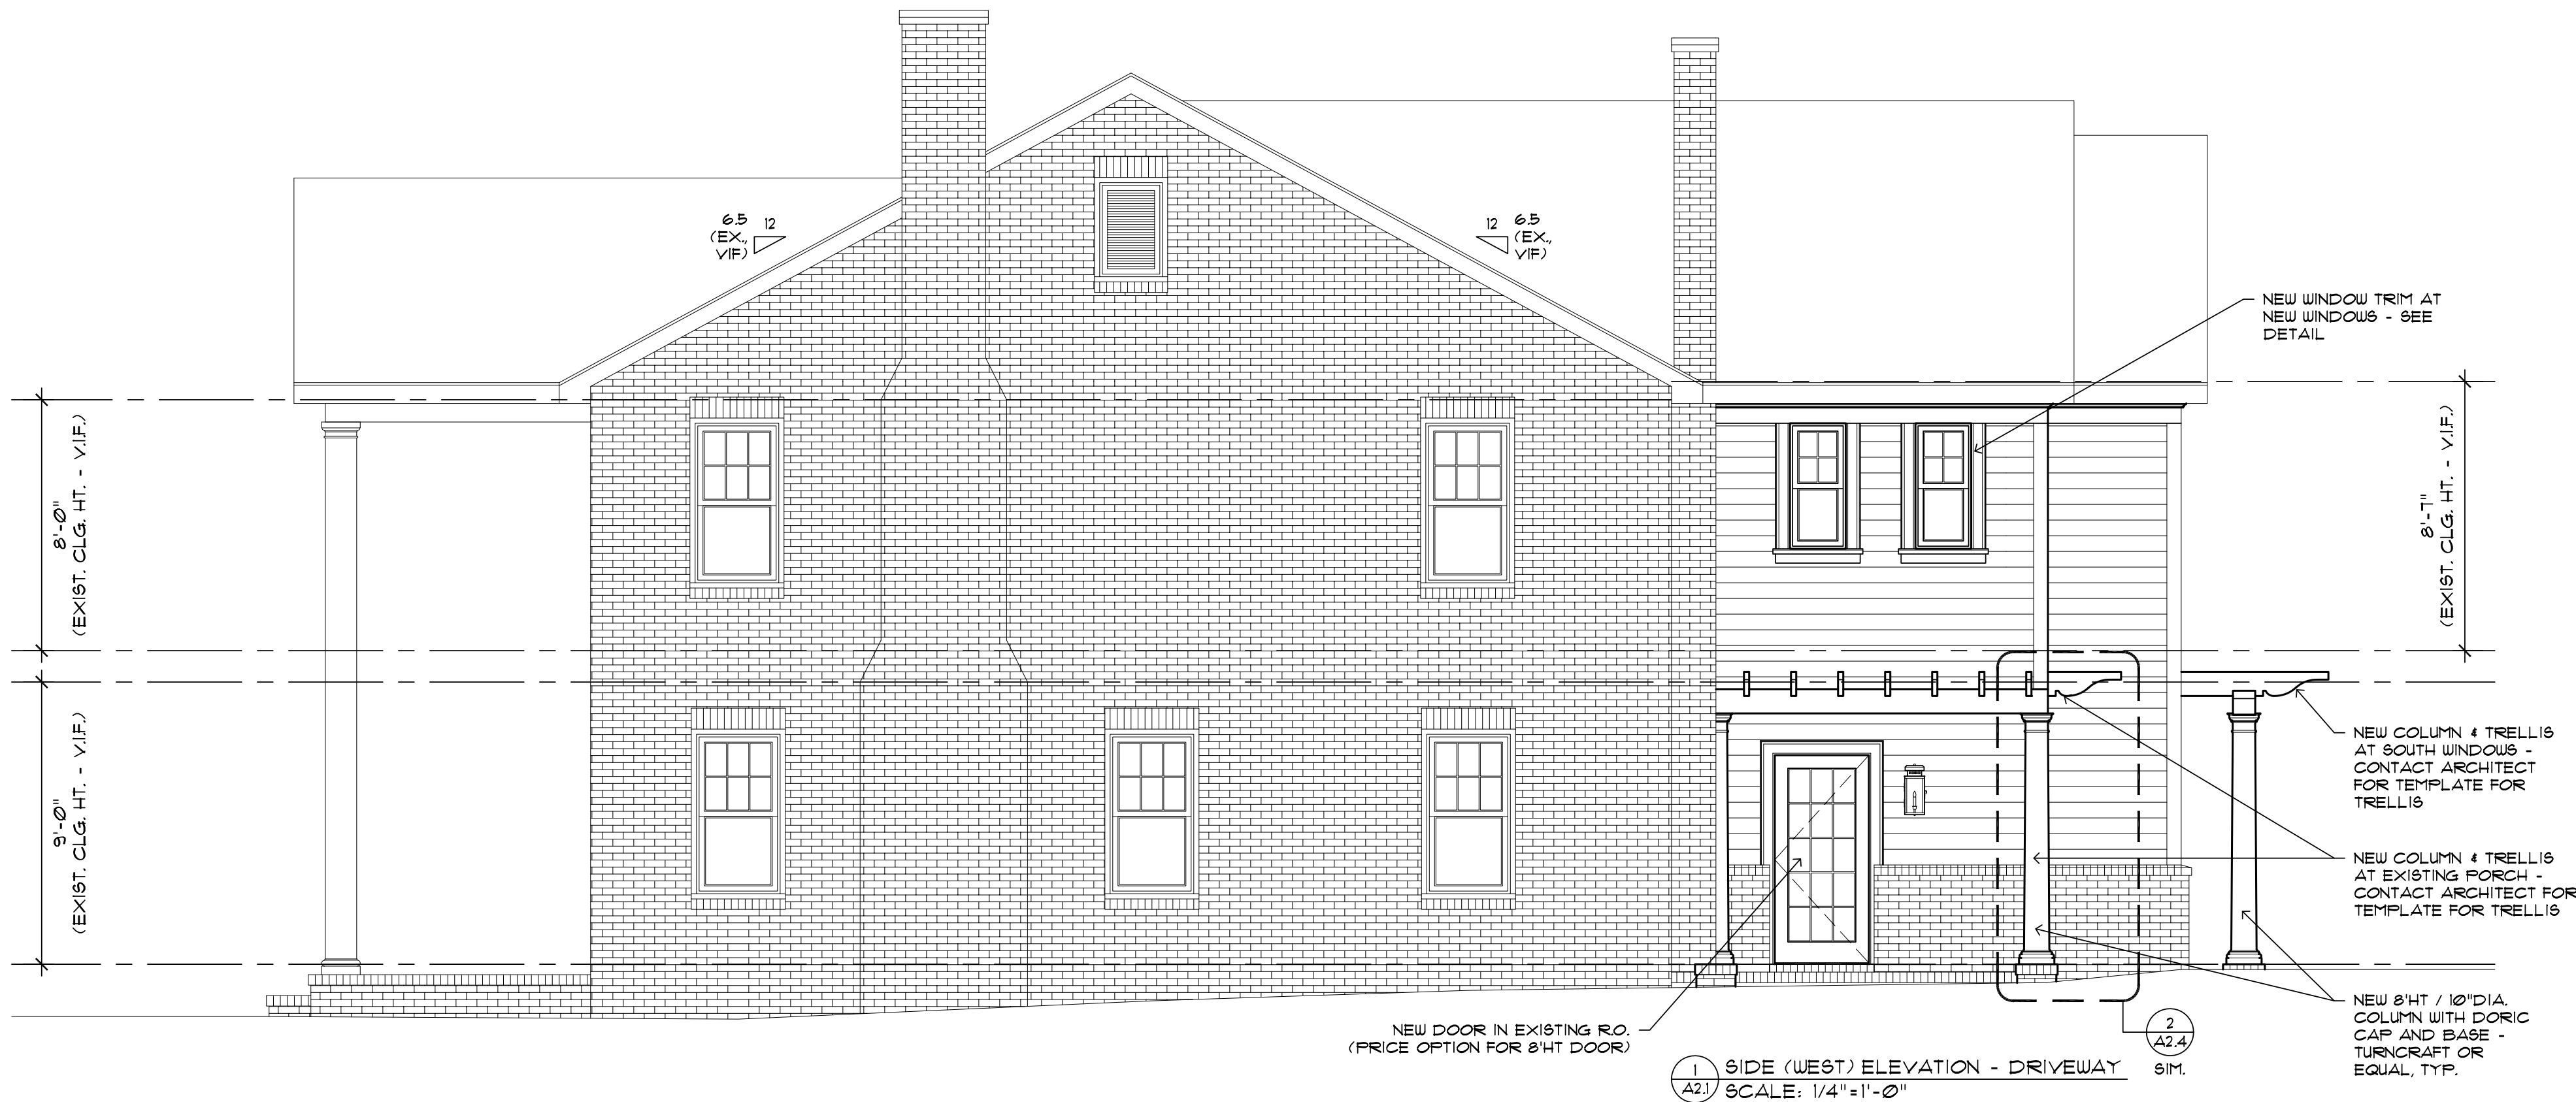 6.5
12
(EX.,
VIF)
12
6.5
(EX.,
VIF)
NEW WINDOW TRIM AT
NEW WINDOWS - SEE
DETAIL
8'-0"
(EXIST. CLG. HT. - V.I.F.)
8'-7"
(EXIST. CLG. HT. - V.I.F.)
9'-0"
(EXIST. CLG. HT. - V.I.F.)
NEW COLUMN & TRELLIS
AT SOUTH WINDOWS -
CONTACT ARCHITECT
FOR TEMPLATE FOR
TRELLIS
NEW COLUMN & TRELLIS
AT EXISTING PORCH -
CONTACT ARCHITECT FOR
TEMPLATE FOR TRELLIS
NEW 8'HT / 10"DIA.
COLUMN WITH DORIC
CAP AND BASE -
TURNCRAFT OR
EQUAL, TYP.
NEW DOOR IN EXISTING R.O.
(PRICE OPTION FOR 8'HT DOOR)
2
A2.4
SIM.
1
A2.1
SIDE (WEST) ELEVATION - DRIVEWAY
SCALE: 1/4"=1'-0"